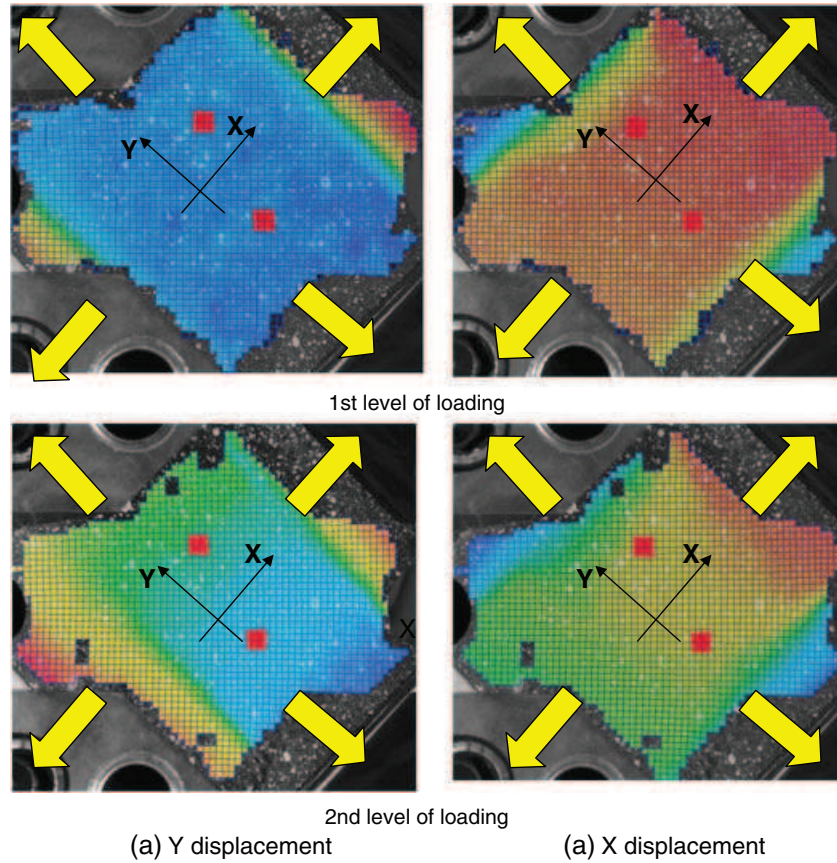 X
Y
X
Y
1st level of loading
X
Y
X
X
Y
2nd level of loading
(a) Y displacement
(a) X displacement